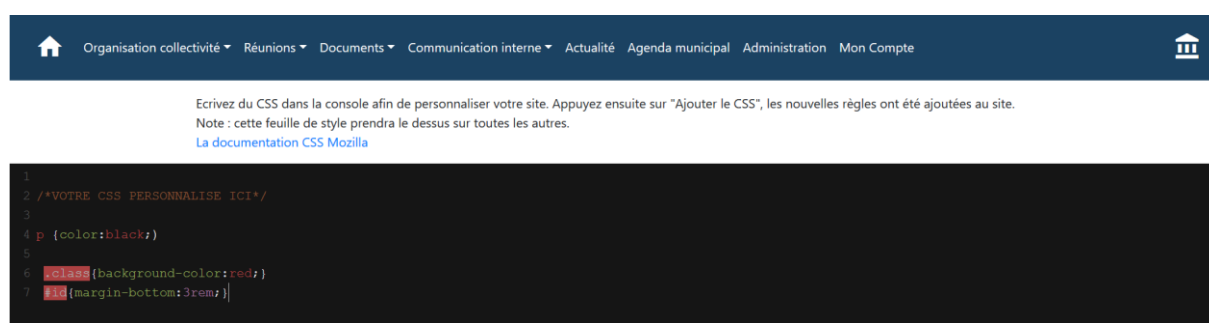 Organisation collectivité Réunions Documents Communication interne Actualité Agenda municipal Administration Mon Compte
Ecrivez du CSS dans la console afin de personnaliser votre site. Appuyez ensuite sur "Ajouter le CSS", les nouvelles règles ont été ajoutées au site.
Note : cette feuille de style prendra le dessus sur toutes les autres.
La documentation CSS Mozilla
1
2 /*VOTRE CSS PERSONNALISE ICI*/
3
4 p {color:black;)
5
6 .class{background-color:red;}
7 #id{margin-bottom:3rem;}